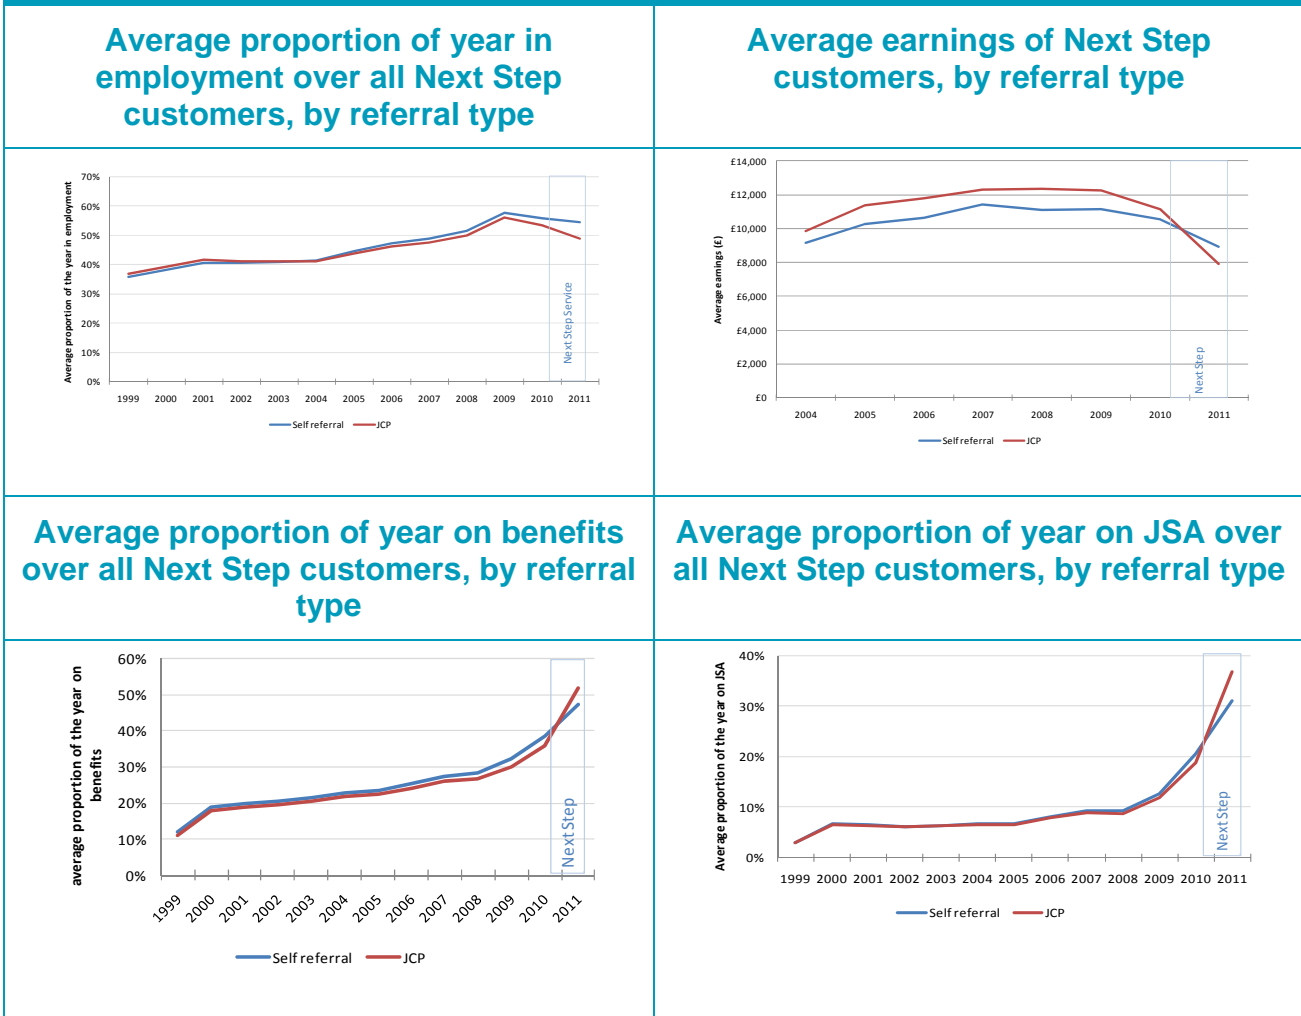 Average proportion of year in
employment over all Next Step
customers, by referral type
Average earnings of Next Step
customers, by referral type
Average proportion of the year in employment
70%
60%
50%
40%
30%
20%
10%
0%
Next Step Service
1999 2000 2001 2002 2003 2004 2005 2006 2007 2008 2009 2010 2011
Self referral JCP
Average earnings (£)
£14,000
£12,000
£10,000
£8,000
£6,000
£4,000
£2,000
£0
Next Step
2004 2005 2006 2007 2008 2009 2010 2011
Self referral JCP
Average proportion of year on benefits
over all Next Step customers, by referral
type
Average proportion of year on JSA over
all Next Step customers, by referral type
average proportion of the year on
benefits
60%
50%
40%
30%
20%
10%
0%
Next Step
1999 2000 2001 2002 2003 2004 2005 2006 2007 2008 2009 2010 2011
Self referral JCP
Average proportion of the year on JSA
40%
30%
20%
10%
0%
Next Step
1999 2000 2001 2002 2003 2004 2005 2006 2007 2008 2009 2010 2011
Self referral JCP